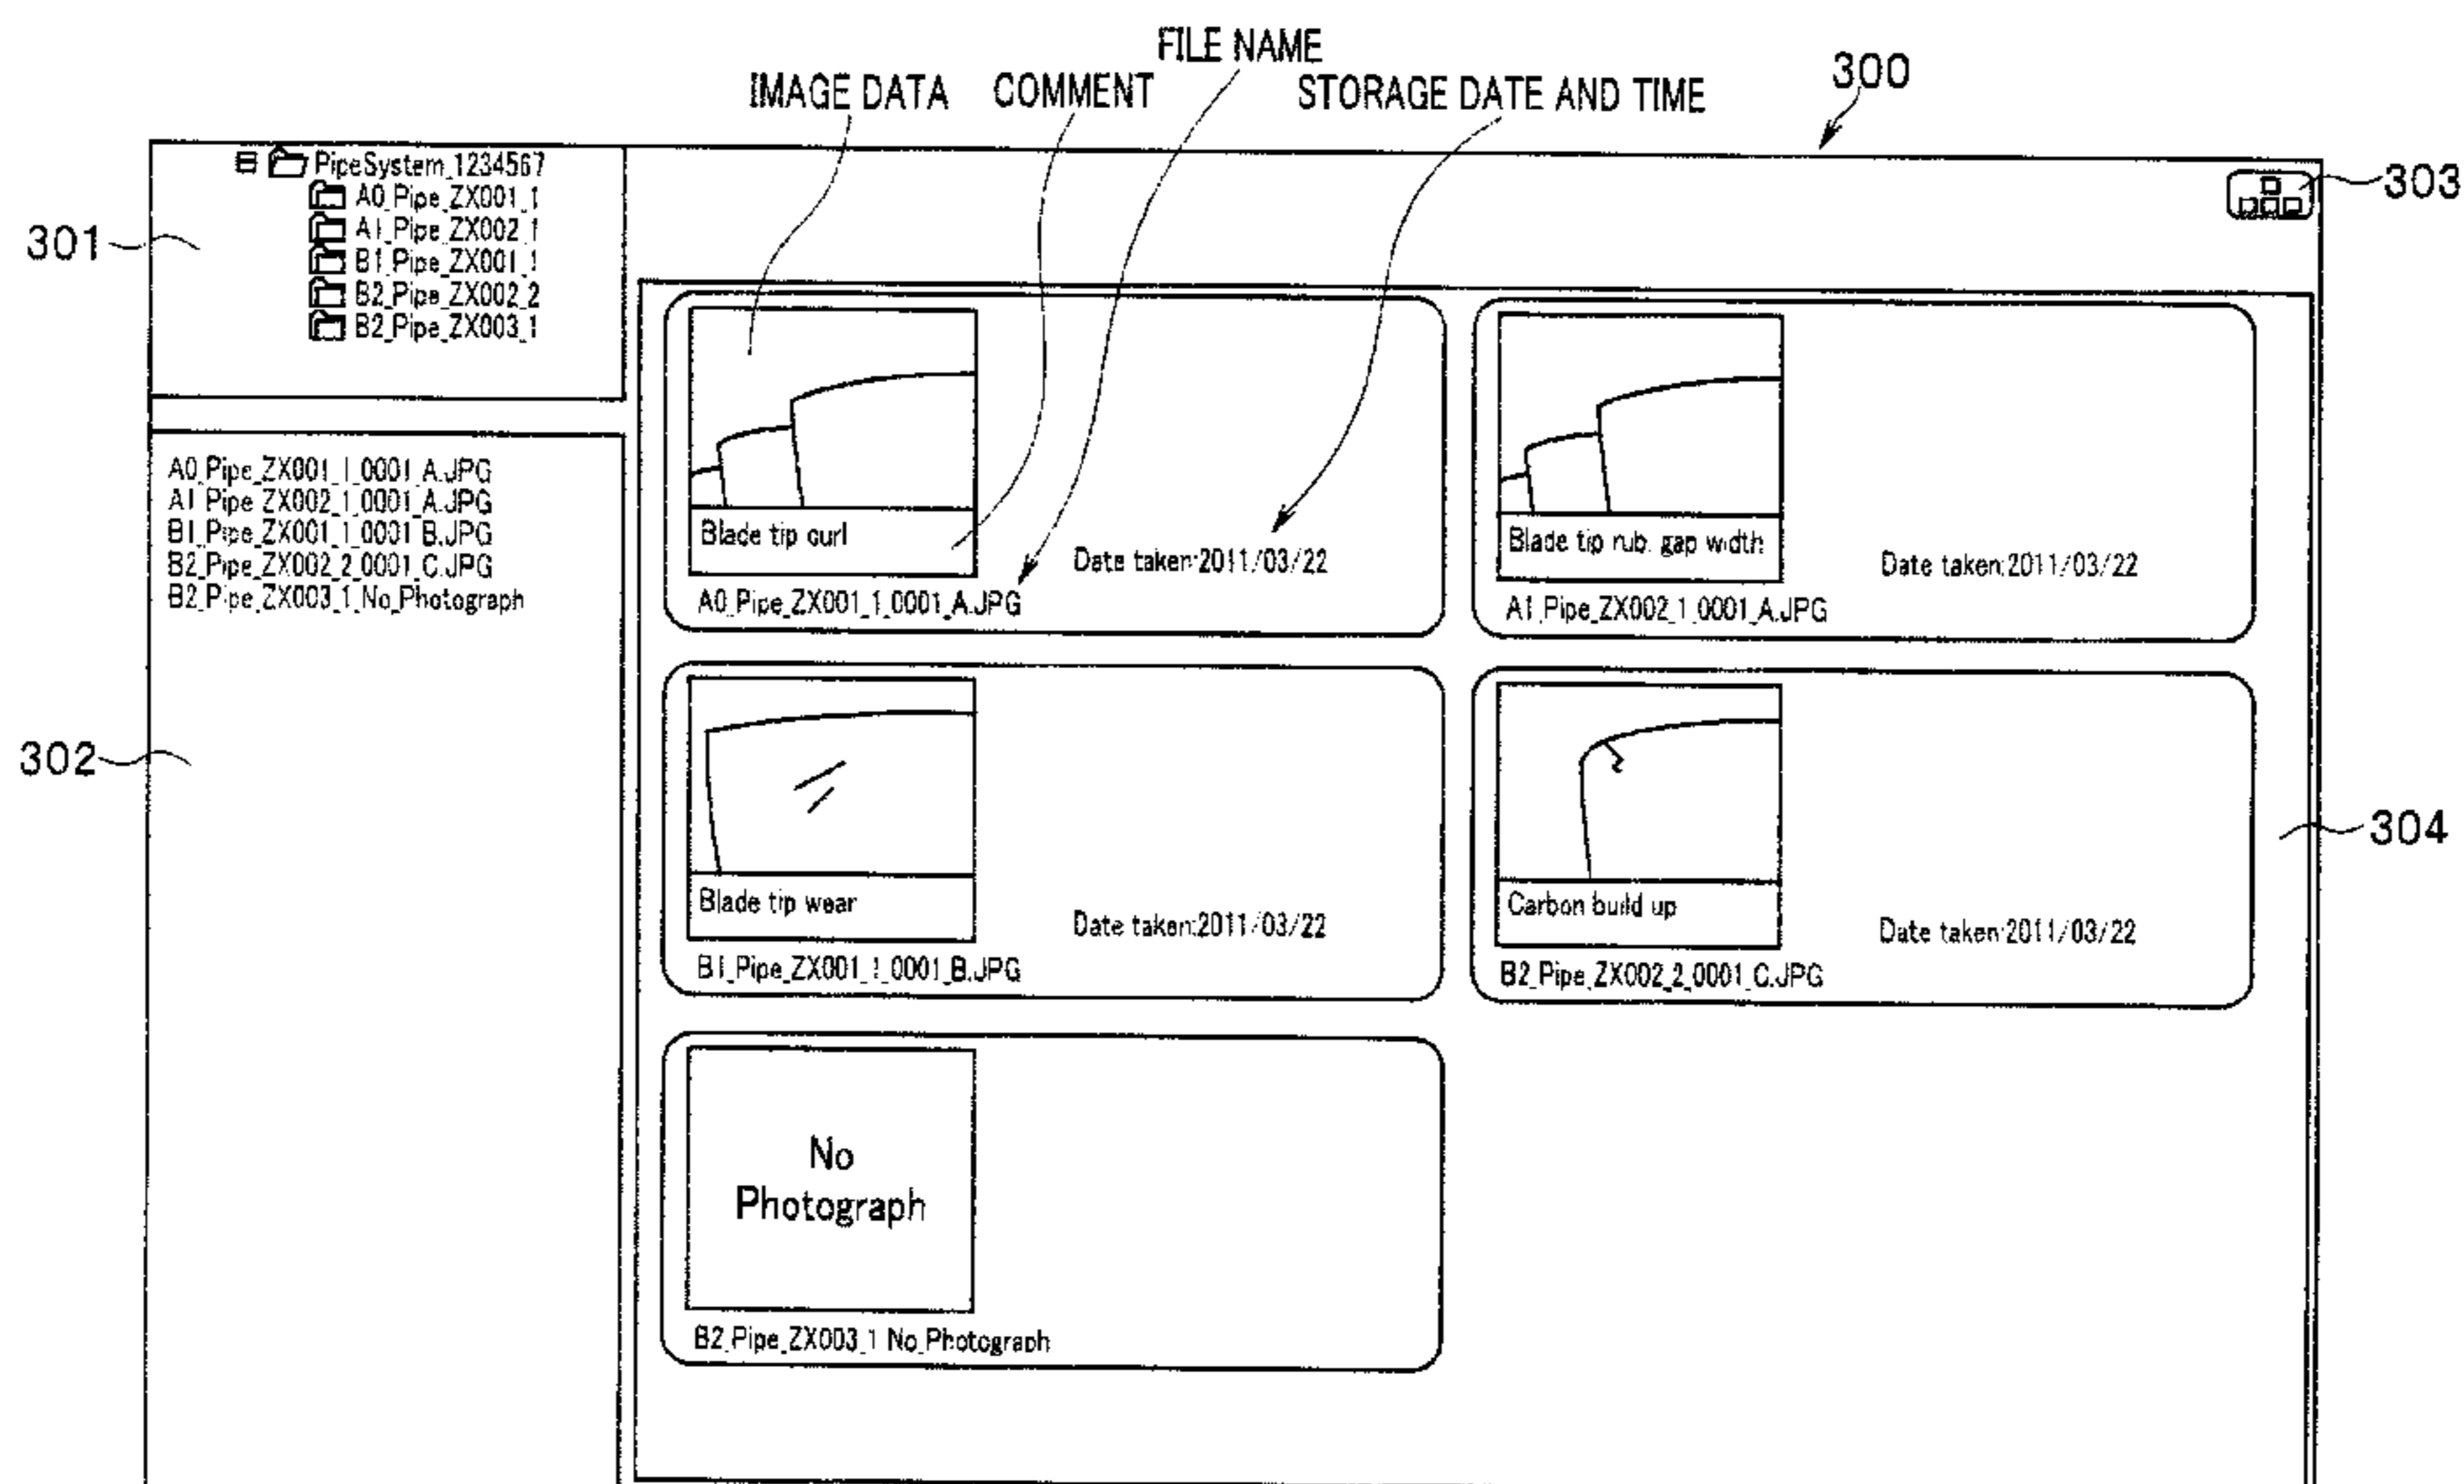 FILE NAME
IMAGE DATA COMMENT STORAGE DATE AND TIME
300
PipeSystem_1234567
A0_Pipe_ZX001_1
A1_Pipe_ZX002_1
B1_Pipe_ZX001_1
B2_Pipe_ZX002_2
B2_Pipe_ZX003_1
301
303
A0_Pipe_ZX001_1_0001_A.JPG
A1_Pipe_ZX002_1_0001_A.JPG
B1_Pipe_ZX001_1_0001_B.JPG
B2_Pipe_ZX002_2_0001_C.JPG
B2_Pipe_ZX003_1_No_Photograph
302
Blade tip curl
Date taken:2011/03/22
A0_Pipe_ZX001_1_0001_A.JPG
Blade tip rub. gap width
Date taken:2011/03/22
A1_Pipe_ZX002_1_0001_A.JPG
Blade tip wear
Date taken:2011/03/22
B1_Pipe_ZX001_1_0001_B.JPG
Carbon build up
Date taken:2011/03/22
B2_Pipe_ZX002_2_0001_C.JPG
304
No
Photograph
B2_Pipe_ZX003_1 No_Photograph